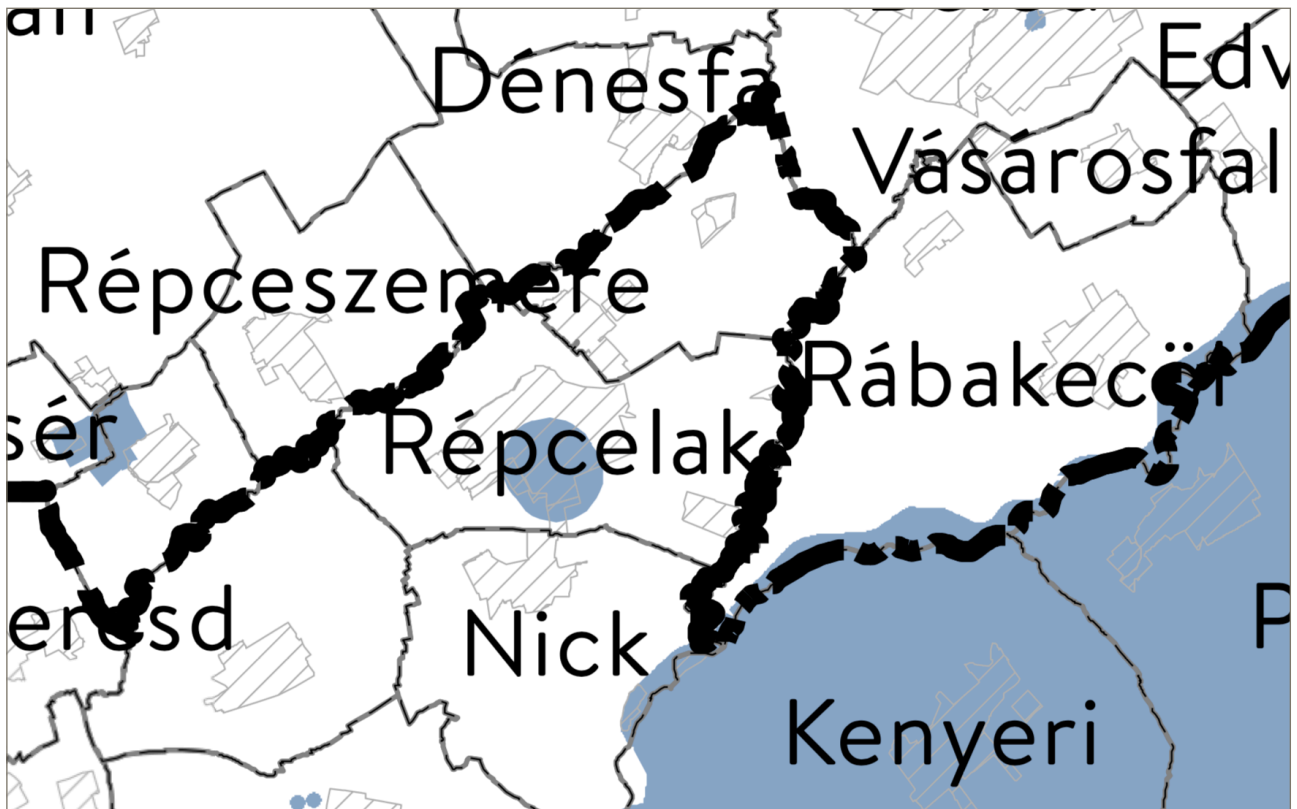 Dénesfa
Edv
Vásárosfal
Répceszemere
Rábakecöl
sér
Répcelak
eresd
Nick
P
Kenyeri